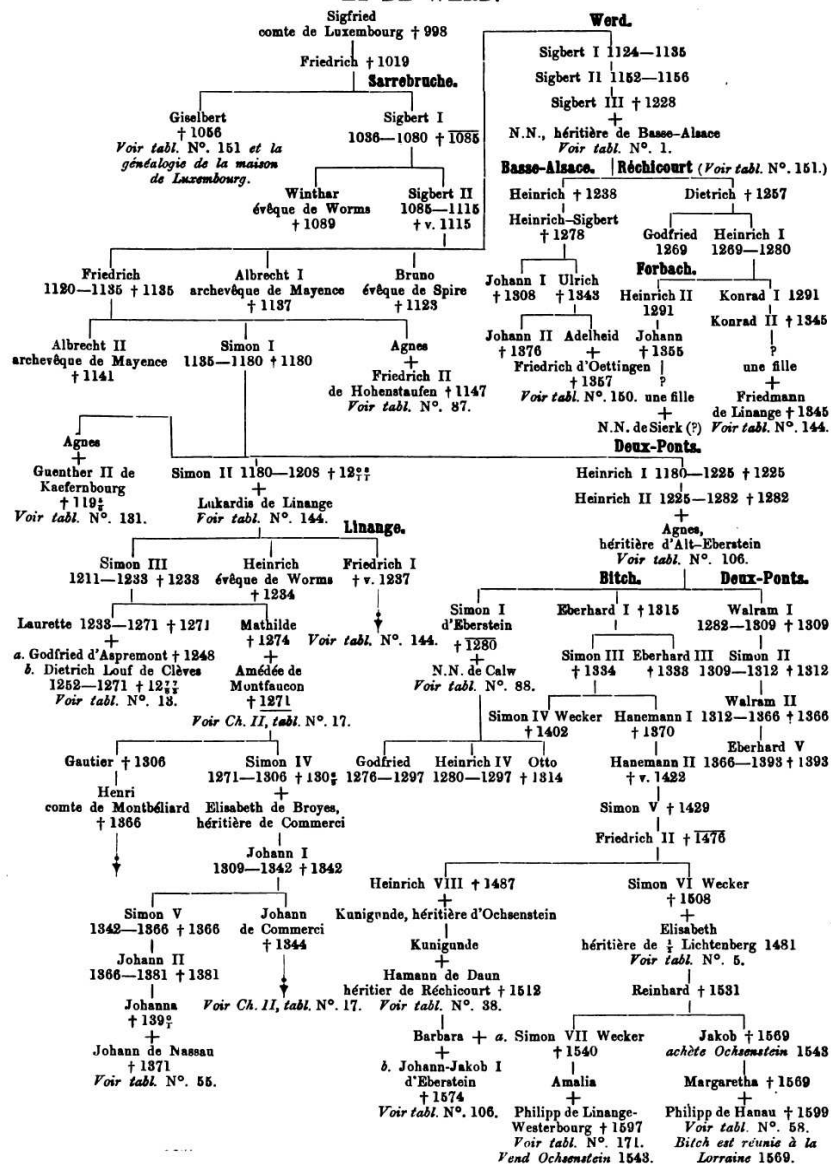 Sigfried
comte de Luxembourg † 998
Friedrich † 1019
Sarrebruche.
Giselbert
† 1056
Voir tabl. N°. 151 et la
généalogie de la maison
de Luxembourg.
Sigbert I
1036—1080 † 1085
Winthar
évêque de Worms
† 1089
Sigbert II
1085—1115
† v. 1115
Werd.
Sigbert I 1124—1135
Sigbert II 1152—1156
Sigbert III † 1228
+
N.N., héritière de Basse-Alsace
Voir tabl. N°. 1.
Basse-Alsace.
Réchicourt (Voir tabl. N°. 151.)
Heinrich † 1238
Heinrich-Sigbert
† 1278
Johann I
† 1308
Ulrich
† 1343
Johann II
† 1376
Adelheid
+
Friedrich d'Oettingen
† 1357
Voir tabl. N°. 150.
Dietrich † 1257
Godfried
1269
Heinrich I
1269—1280
Forbach.
Heinrich II
1291
Johann
† 1355
?
une fille
+
N.N. de Sierk (?)
Konrad I 1291
Konrad II † 1345
?
une fille
+
Friedmann
de Linange † 1345
Voir tabl. N°. 144.
Friedrich
1120—1135 † 1135
Albrecht I
archevêque de Mayence
† 1137
Bruno
évêque de Spire
† 1123
Albrecht II
archevêque de Mayence
† 1141
Simon I
1135—1180 † 1180
Agnes
+
Friedrich II
de Hohenstaufen † 1147
Voir tabl. N°. 87.
Agnes
+
Guenther II de
Kaefernbourg
Voir tabl. N°. 131.
Simon II 1180—1208
+
Lukardis de Linange
Voir tabl. N°. 144.
Deux-Ponts.
Heinrich I 1180—1225 † 1225
Heinrich II 1225—1282 † 1282
+
Agnes,
héritière d'Alt-Eberstein
Voir tabl. N°. 106.
Linange.
Simon III
1211—1233 † 1233
Heinrich
évêque de Worms
† 1234
Friedrich I
† v. 1237
Voir tabl. N°. 144.
Laurette 1233—1271 † 1271
+
a. Godfried d'Aspremont † 1248
b. Dietrich Louf de Clèves
1252—1271
Voir tabl. N°. 13.
Mathilde
† 1274
+
Amédée de
Montfaucon
† 1271
Voir Ch. II, tabl. N°. 17.
Gautier † 1306
Henri
comte de Montbéliard
† 1366
Simon IV
1271—1306
+
Elisabeth de Broyes,
héritière de Commerci
Johann I
1309—1342 † 1342
Simon V
1342—1366 † 1366
Johann II
1366—1381 † 1381
Johanna
+
Johann de Nassau
† 1371
Voir tabl. N°. 55.
Johann
de Commerci
† 1344
Voir Ch. II, tabl. N°. 17.
Simon I
d'Eberstein
† 1280
+
N.N. de Calw
Voir tabl. N°. 88.
Godfried
1276—1297
Heinrich IV
1280—1297
Otto
† 1314
Bitch.
Eberhard I † 1315
Simon III
† 1334
Eberhard III
† 1333
Simon IV Wecker
† 1402
Hanemann I
† 1370
Hanemann II
† v. 1422
Simon V † 1429
Friedrich II † 1476
Deux-Ponts.
Walram I
1282—1309 † 1309
Simon II
1309—1312 † 1312
Walram II
1312—1366 † 1366
Eberhard V
1366—1393 † 1393
Heinrich VIII † 1487
+
Kunigunde, héritière d'Ochsenstein
Kunigunde
+
Hamann de Daun
héritier de Réchicourt † 1512
Voir tabl. N°. 38.
Barbara + a. Simon VII Wecker
† 1540
+
b. Johann-Jakob I
d'Eberstein
† 1574
Voir tabl. N°. 106.
Simon VI Wecker
† 1508
+
Elisabeth
héritière de ½ Lichtenberg 1481
Voir tabl. N°. 5.
Reinhard † 1531
Amalia
+
Philipp de Linange-
Westerbourg † 1597
Voir tabl. N°. 171.
Vend Ochsenstein 1543.
Jakob † 1569
achète Ochsenstein 1543
Margaretha † 1569
+
Philipp de Hanau † 1599
Voir tabl. N°. 58.
Bitch est réunie à la
Lorraine 1569.